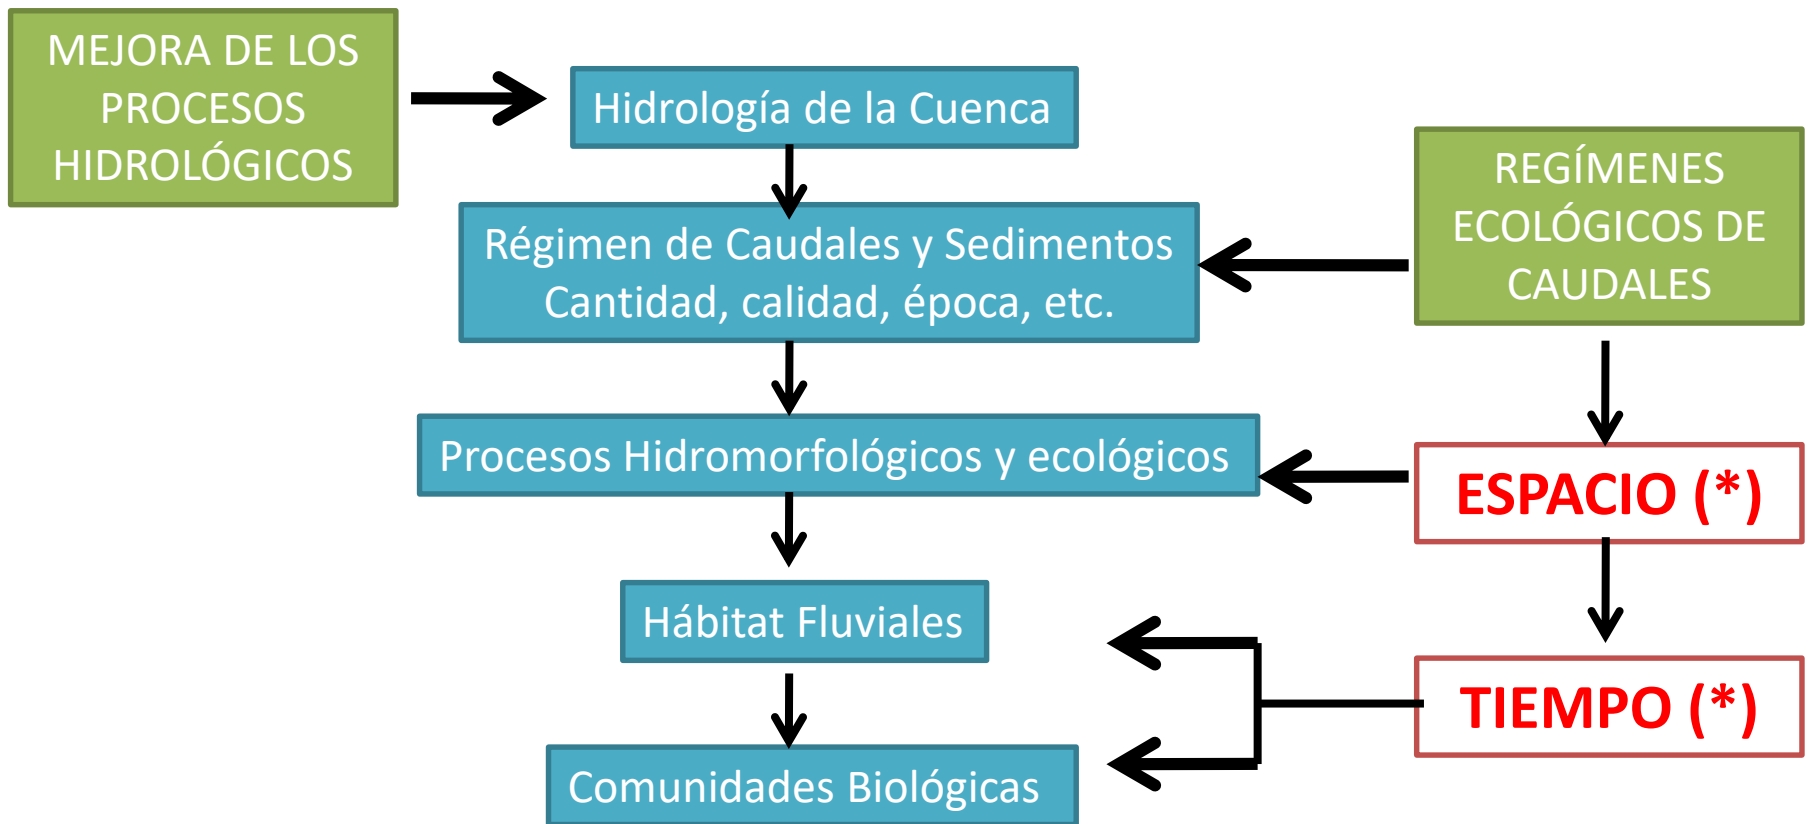 MEJORA DE LOS
PROCESOS
HIDROLÓGICOS
Hidrología de la Cuenca
REGÍMENES
ECOLÓGICOS DE
CAUDALES
Régimen de Caudales y Sedimentos
Cantidad, calidad, época, etc.
Procesos Hidromorfológicos y ecológicos
ESPACIO (*)
Hábitat Fluviales
TIEMPO (*)
Comunidades Biológicas